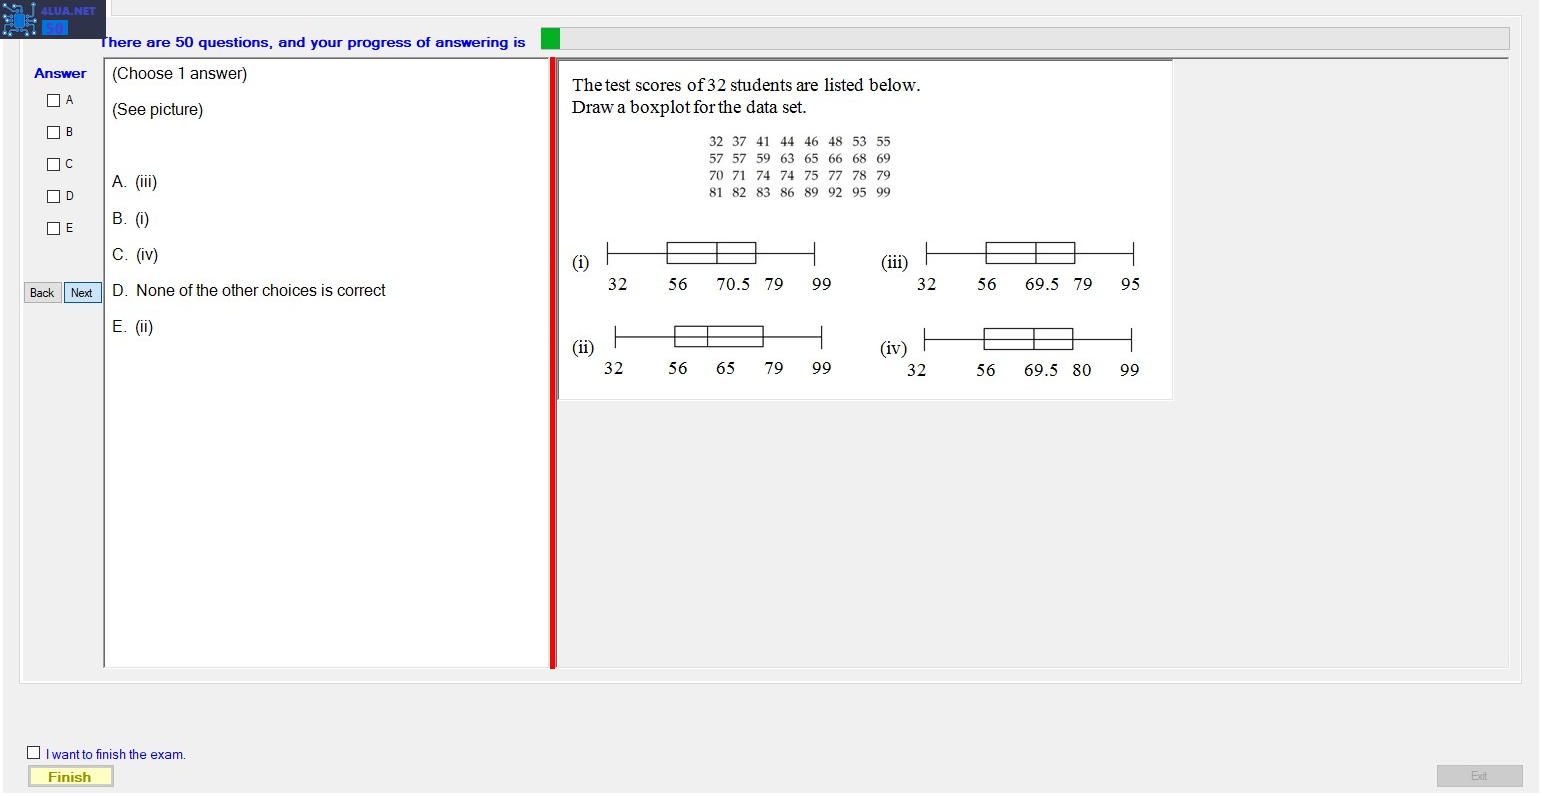 4LUA.NET
50
There are 50 questions, and your progress of answering is
Answer
A
B
C
D
E
Back Next
(Choose 1 answer)
(See picture)
A. (iii)
B. (i)
C. (iv)
D. None of the other choices is correct
E. (ii)
The test scores of 32 students are listed below.
Draw a boxplot for the data set.
32 37 41 44 46 48 53 55
57 57 59 63 65 66 68 69
70 71 74 74 75 77 78 79
81 82 83 86 89 92 95 99
(i)
32 56 70.5 79 99
(iii)
32 56 69.5 79 95
(ii)
32 56 65 79 99
(iv)
32 56 69.5 80 99
I want to finish the exam.
Finish
Exit